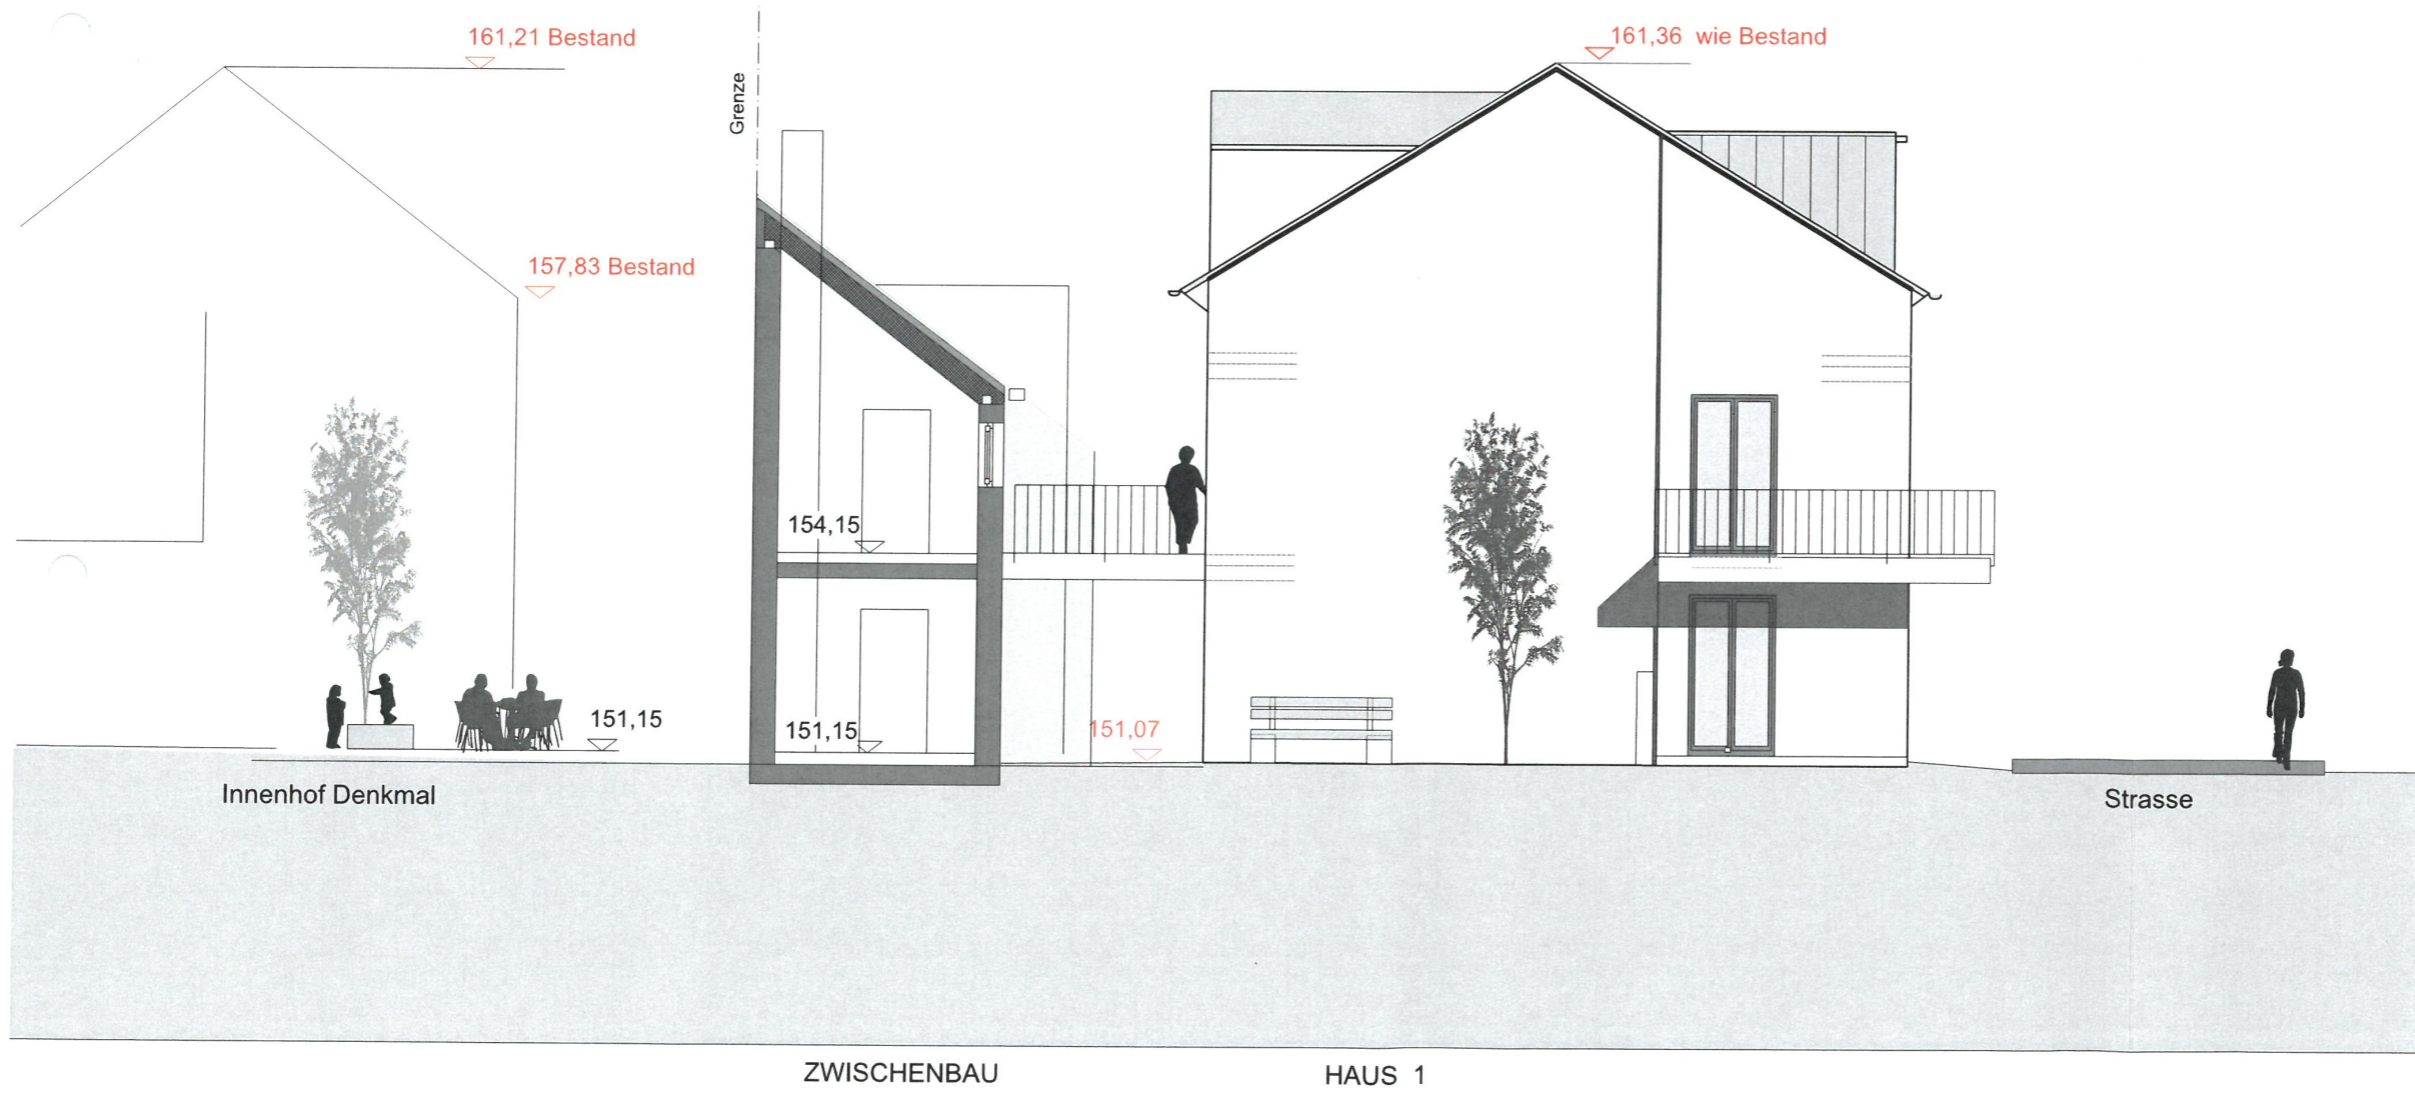 161,21 Bestand
161,36 wie Bestand
Grenze
157,83 Bestand
154,15
151,15
151,15
151,07
Innenhof Denkmal
Strasse
ZWISCHENBAU
HAUS 1